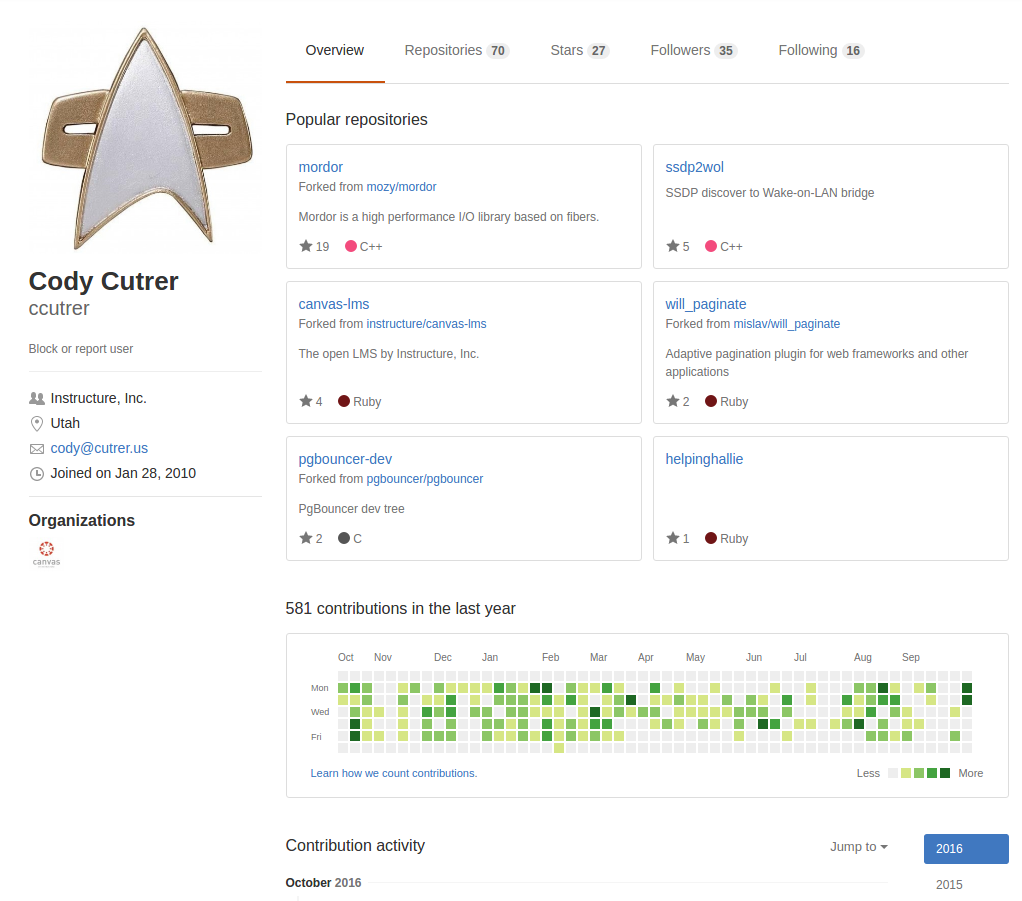 Overview Repositories 70 Stars 27 Followers 35 Following 16
Cody Cutrer
ccutrer
Block or report user
Instructure, Inc.
Utah
cody@cutrer.us
Joined on Jan 28, 2010
Organizations
canvas
Popular repositories
mordor
Forked from mozy/mordor
Mordor is a high performance I/O library based on fibers.
19 C++
ssdp2wol
SSDP discover to Wake-on-LAN bridge
5 C++
canvas-lms
Forked from instructure/canvas-lms
The open LMS by Instructure, Inc.
4 Ruby
will_paginate
Forked from mislav/will_paginate
Adaptive pagination plugin for web frameworks and other
applications
2 Ruby
pgbouncer-dev
Forked from pgbouncer/pgbouncer
PgBouncer dev tree
2 C
helpinghallie
1 Ruby
581 contributions in the last year
Oct Nov Dec Jan Feb Mar Apr May Jun Jul Aug Sep
Mon
Wed
Fri
Learn how we count contributions. Less More
Contribution activity Jump to 2016
October 2016 2015